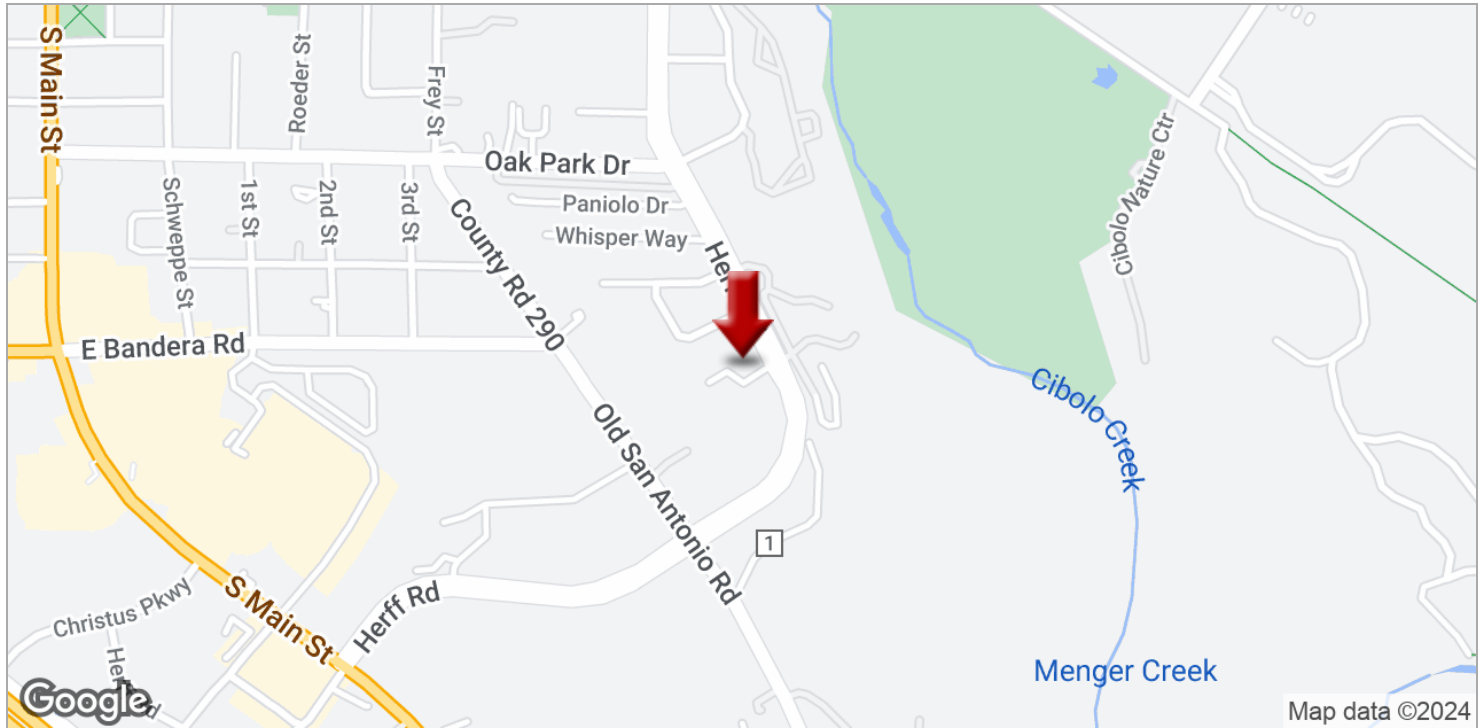 S Main St
Roeder St
Frey St
Oak Park Dr
Cibolo Nature Ctr
Schweppe St
1st St
2nd St
3rd St
Paniolo Dr
Whisper Way
County Rd 290
E Bandera Rd
Cibolo Creek
Old San Antonio Rd
1
S Main St
Herff Rd
Christus Pkwy
Menger Creek
Google
Map data ©2024